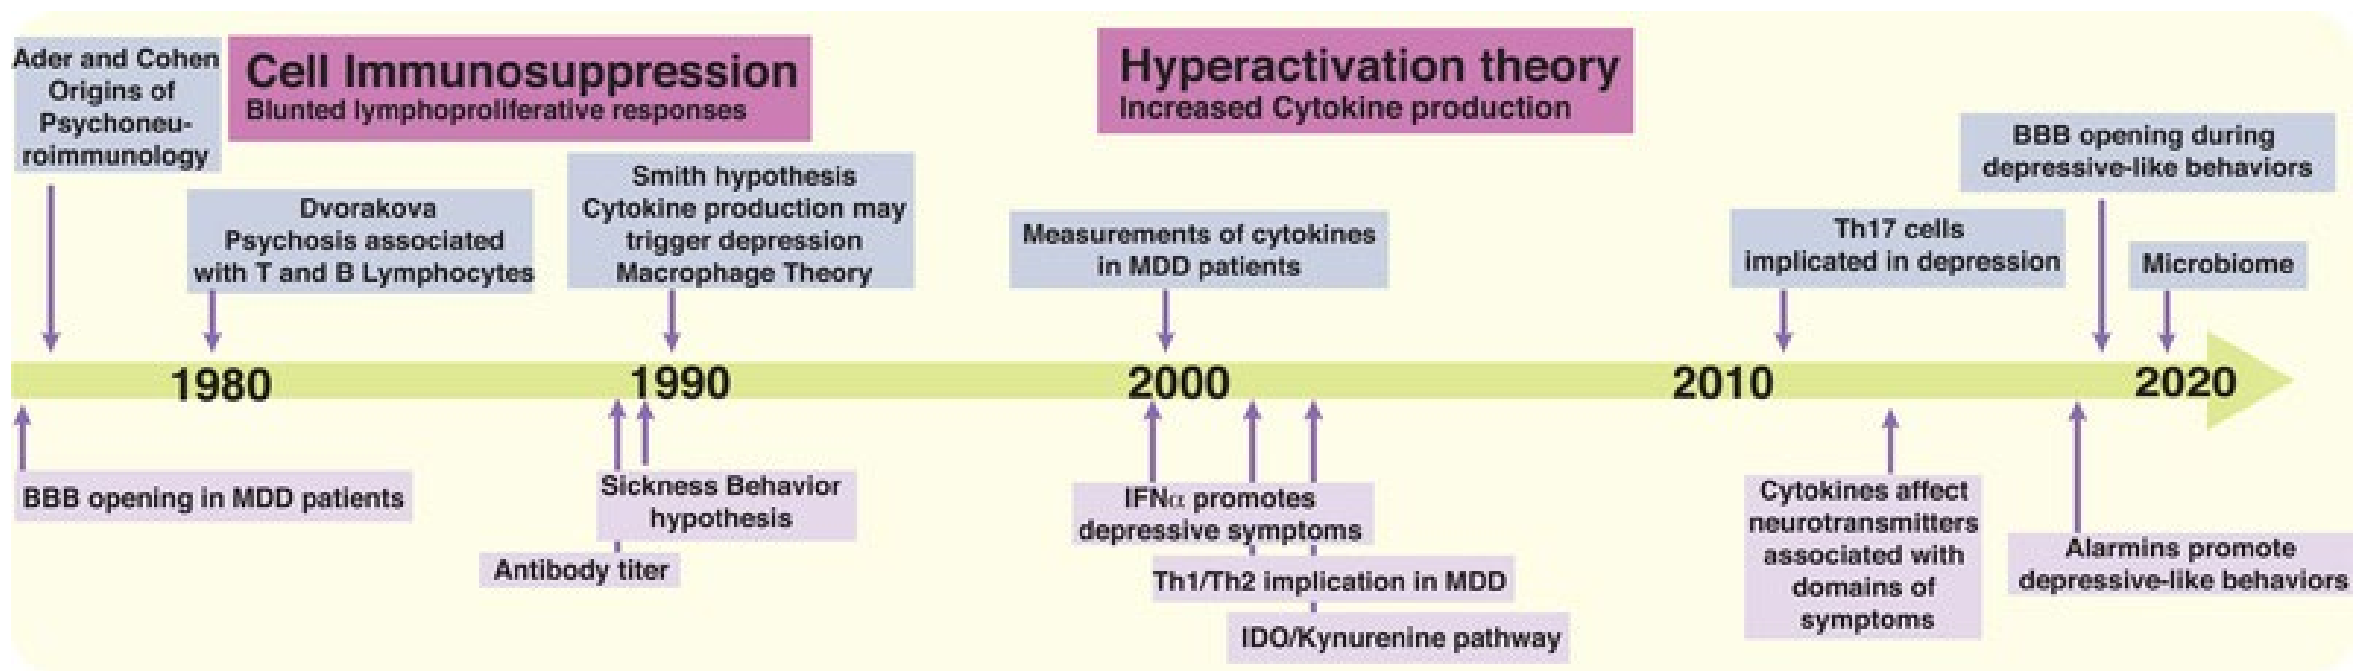 Ader and Cohen
Origins of
Psychoneu-
roimmunology
Cell Immunosuppression
Blunted lymphoproliferative responses
Hyperactivation theory
Increased Cytokine production
Dvorakova
Psychosis associated
with T and B Lymphocytes
Smith hypothesis
Cytokine production may
trigger depression
Macrophage Theory
Measurements of cytokines
in MDD patients
Th17 cells
implicated in depression
BBB opening during
depressive-like behaviors
Microbiome
1980
1990
2000
2010
2020
BBB opening in MDD patients
Sickness Behavior
hypothesis
Antibody titer
IFNα promotes
depressive symptoms
Th1/Th2 implication in MDD
IDO/Kynurenine pathway
Cytokines affect
neurotransmitters
associated with
domains of
symptoms
Alarmins promote
depressive-like behaviors